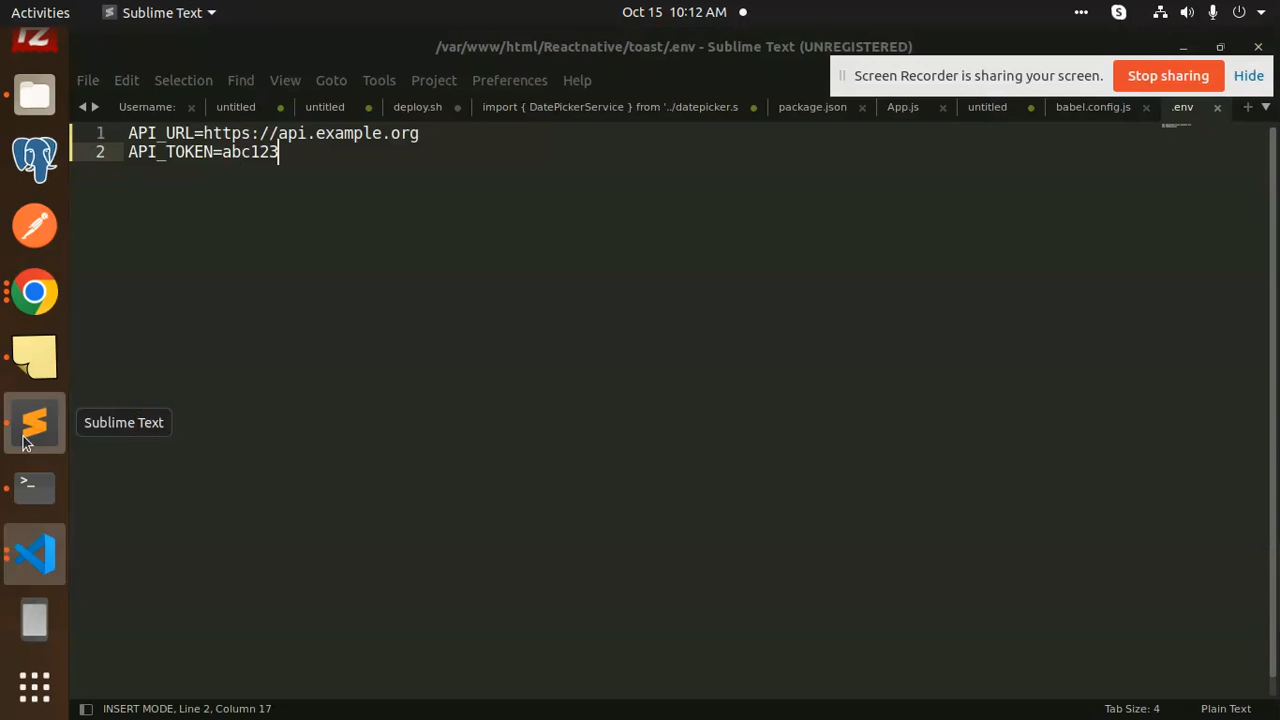 Activities
Sublime Text
Oct 15 10:12 AM
/var/www/html/Reactnative/toast/.env - Sublime Text (UNREGISTERED)
File Edit Selection Find View Goto Tools Project Preferences Help
Screen Recorder is sharing your screen.
Stop sharing
Hide
Username: untitled untitled deploy.sh import { DatePickerService } from '../datepicker.s package.json App.js untitled babel.config.js .env
1 API_URL=https://api.example.org
2 API_TOKEN=abc123
Sublime Text
INSERT MODE, Line 2, Column 17
Tab Size: 4
Plain Text